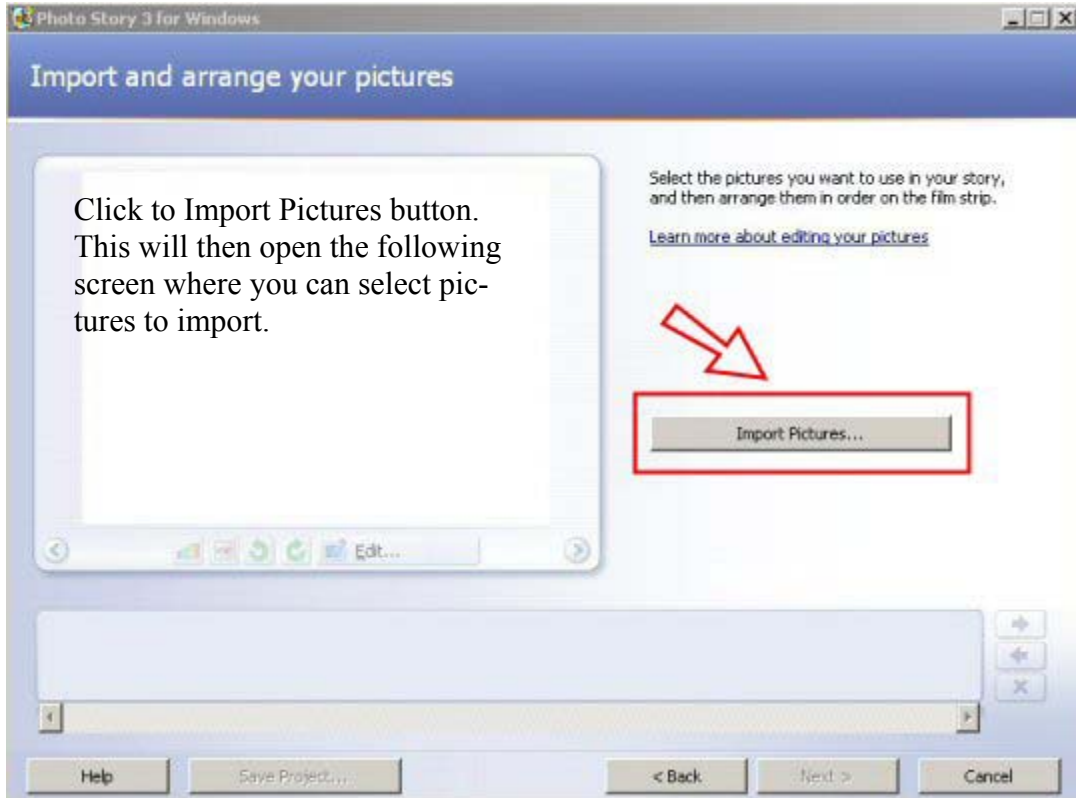 Photo Story 3 for Windows
Import and arrange your pictures
Click to Import Pictures button.
This will then open the following
screen where you can select pic-
tures to import.
Select the pictures you want to use in your story,
and then arrange them in order on the film strip.
Learn more about editing your pictures
Import Pictures...
Edit...
Help
Save Project...
< Back
Next >
Cancel